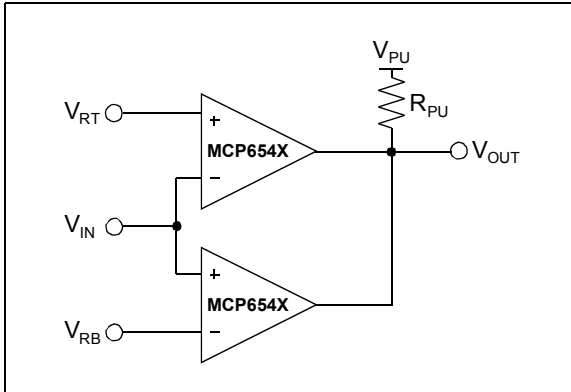 V_PU
R_PU
V_RT
+
MCP654X
−
V_OUT
V_IN
+
MCP654X
−
V_RB